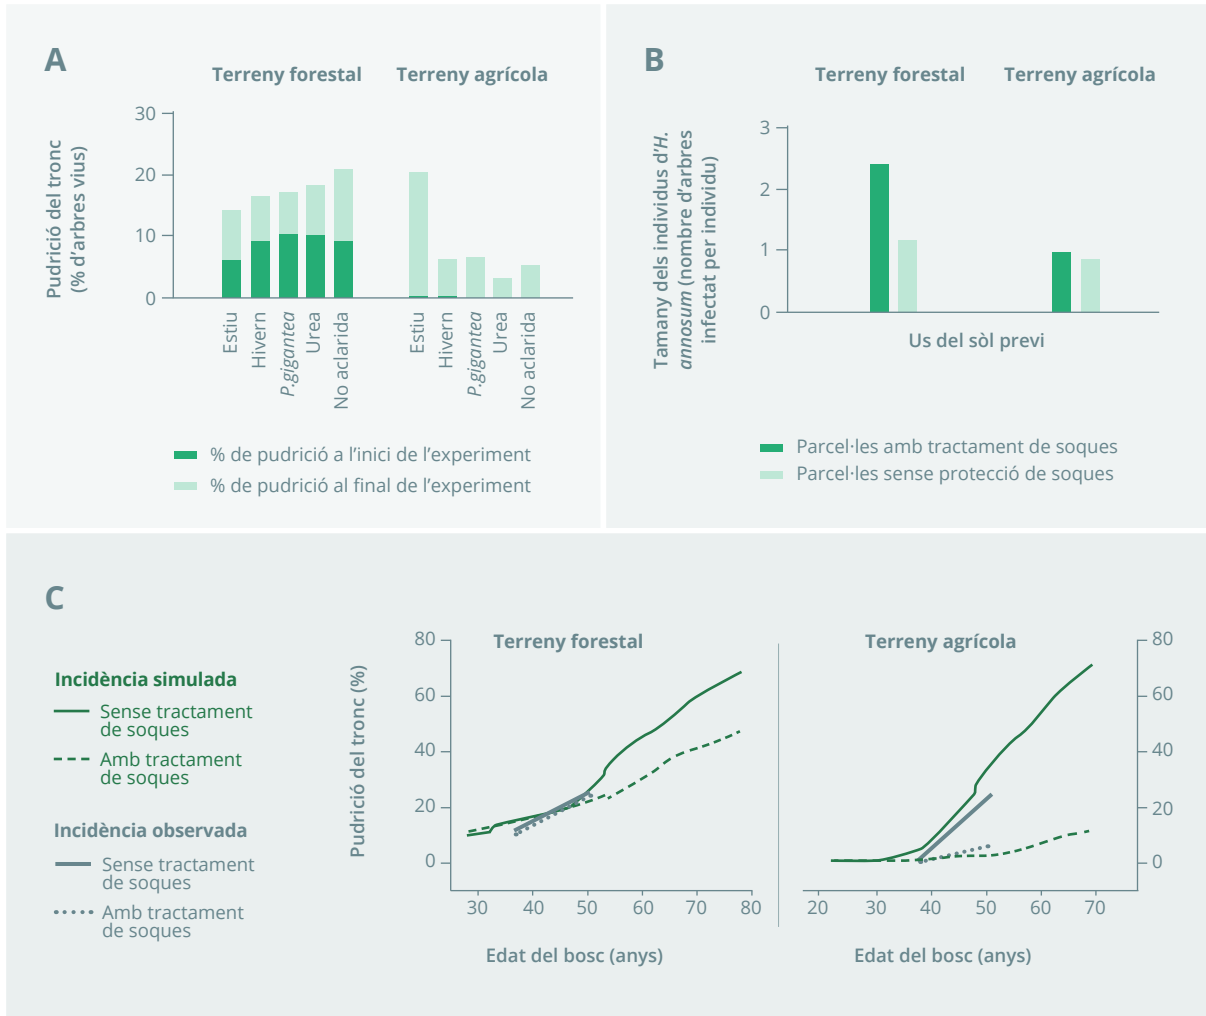 A
Terreny forestal
Terreny agrícola
Pudrició del tronc
(% d'arbres vius)
30
20
10
0
Estiu
Hivern
P.gigantea
Urea
No aclarida
Estiu
Hivern
P.gigantea
Urea
No aclarida
% de pudrició a l'inici de l'experiment
% de pudrició al final de l'experiment
B
Terreny forestal
Terreny agrícola
Tamany dels individus d'H.
annosum (nombre d'arbres
infectat per individu)
3
2
1
0
Us del sòl previ
Parcel·les amb tractament de soques
Parcel·les sense protecció de soques
C
Incidència simulada
Sense tractament
de soques
Amb tractament
de soques
Incidència observada
Sense tractament
de soques
Amb tractament
de soques
Pudrició del tronc (%)
80
60
40
20
0
Terreny forestal
30 40 50 60 70 80
Edat del bosc (anys)
Terreny agrícola
80
60
40
20
0
20 30 40 50 60 70
Edat del bosc (anys)